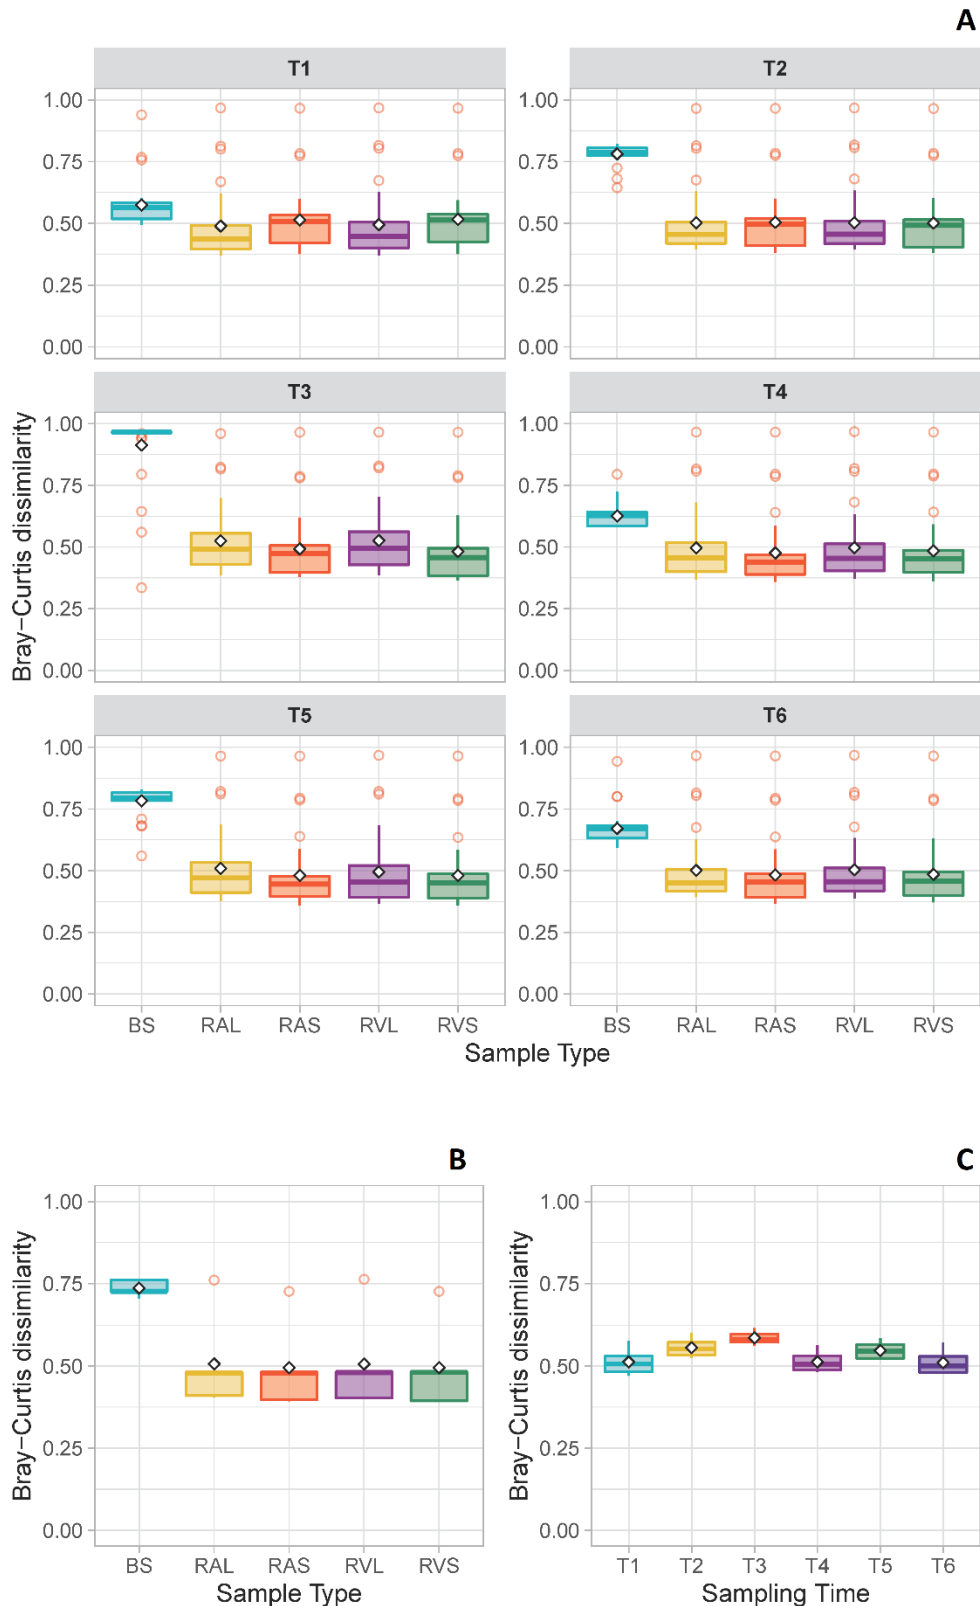 A
T1
T2
1.00
0.75
0.50
0.25
0.00
1.00
0.75
0.50
0.25
0.00
T3
T4
Bray−Curtis dissimilarity
1.00
0.75
0.50
0.25
0.00
1.00
0.75
0.50
0.25
0.00
T5
T6
1.00
0.75
0.50
0.25
0.00
1.00
0.75
0.50
0.25
0.00
BS RAL RAS RVL RVS
BS RAL RAS RVL RVS
Sample Type
B
Bray−Curtis dissimilarity
1.00
0.75
0.50
0.25
0.00
BS RAL RAS RVL RVS
Sample Type
C
Bray−Curtis dissimilarity
1.00
0.75
0.50
0.25
0.00
T1 T2 T3 T4 T5 T6
Sampling Time